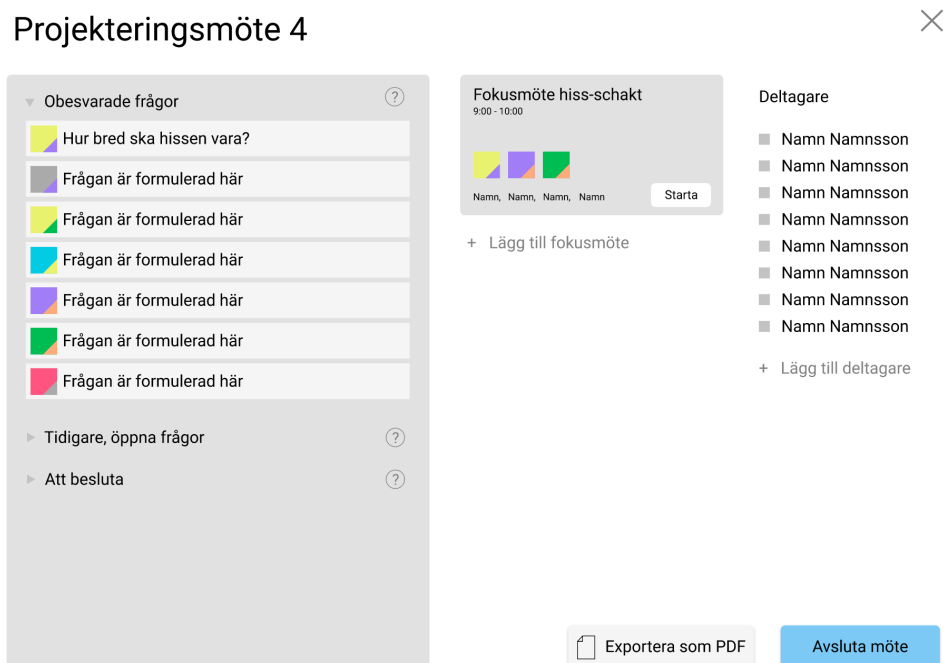 Projekteringsmöte 4
Obesvarade frågor
?
Hur bred ska hissen vara?
Frågan är formulerad här
Frågan är formulerad här
Frågan är formulerad här
Frågan är formulerad här
Frågan är formulerad här
Frågan är formulerad här
Tidigare, öppna frågor
?
Att besluta
?
Fokusmöte hiss-schakt
9:00 - 10:00
Namn, Namn, Namn, Namn
Starta
+ Lägg till fokusmöte
Deltagare
Namn Namnsson
Namn Namnsson
Namn Namnsson
Namn Namnsson
Namn Namnsson
Namn Namnsson
Namn Namnsson
Namn Namnsson
+ Lägg till deltagare
Exportera som PDF
Avsluta möte